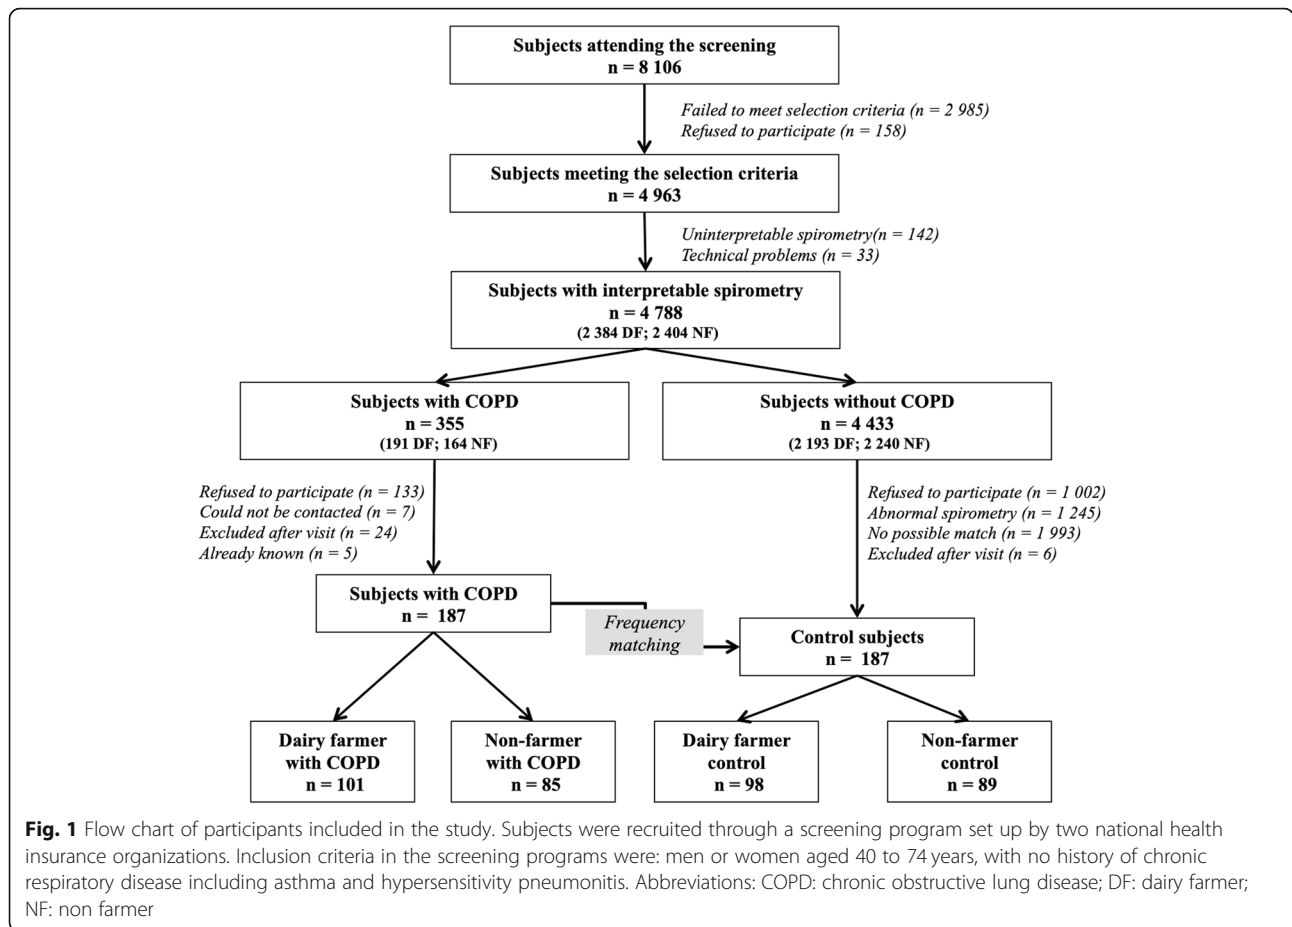 Subjects attending the screening
n = 8 106
Failed to meet selection criteria (n = 2 985)
Refused to participate (n = 158)
Subjects meeting the selection criteria
n = 4 963
Uninterpretable spirometry(n = 142)
Technical problems (n = 33)
Subjects with interpretable spirometry
n = 4 788
(2 384 DF; 2 404 NF)
Subjects with COPD
n = 355
(191 DF; 164 NF)
Subjects without COPD
n = 4 433
(2 193 DF; 2 240 NF)
Refused to participate (n = 133)
Could not be contacted (n = 7)
Excluded after visit (n = 24)
Already known (n = 5)
Refused to participate (n = 1 002)
Abnormal spirometry (n = 1 245)
No possible match (n = 1 993)
Excluded after visit (n = 6)
Subjects with COPD
n = 187
Frequency
matching
Control subjects
n = 187
Dairy farmer
with COPD
n = 101
Non-farmer
with COPD
n = 85
Dairy farmer
control
n = 98
Non-farmer
control
n = 89
Fig. 1 Flow chart of participants included in the study. Subjects were recruited through a screening program set up by two national health
insurance organizations. Inclusion criteria in the screening programs were: men or women aged 40 to 74 years, with no history of chronic
respiratory disease including asthma and hypersensitivity pneumonitis. Abbreviations: COPD: chronic obstructive lung disease; DF: dairy farmer;
NF: non farmer